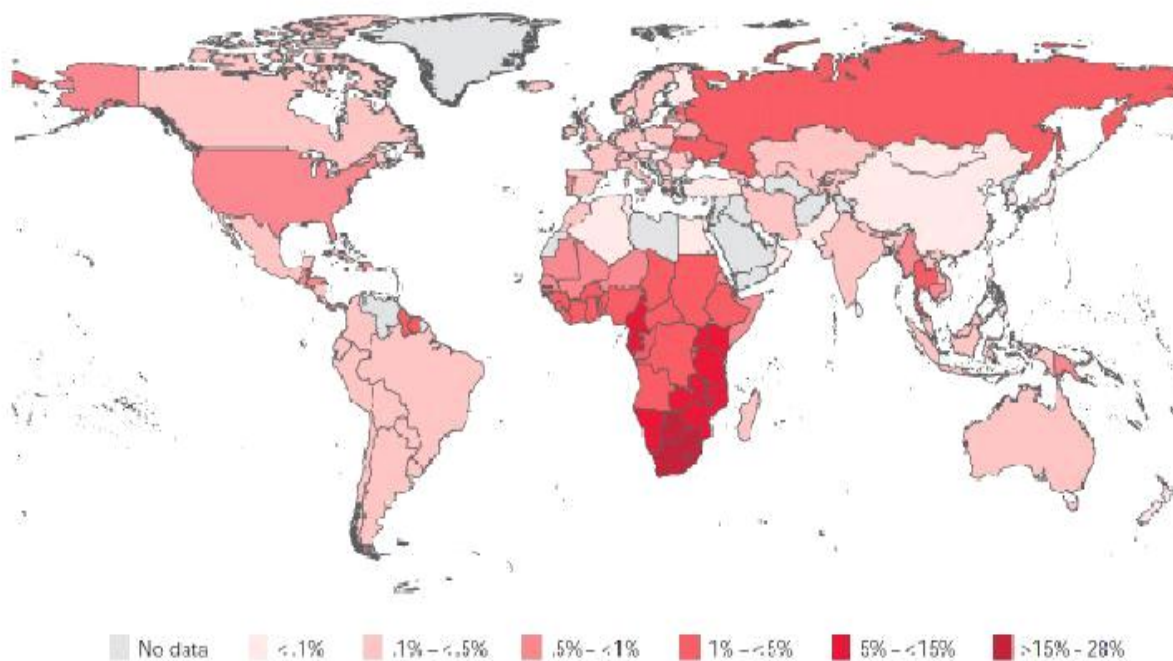 No data <.1% .1% – <.5% .5% – <1% 1% – <5% 5% – <15% >15% – 28%